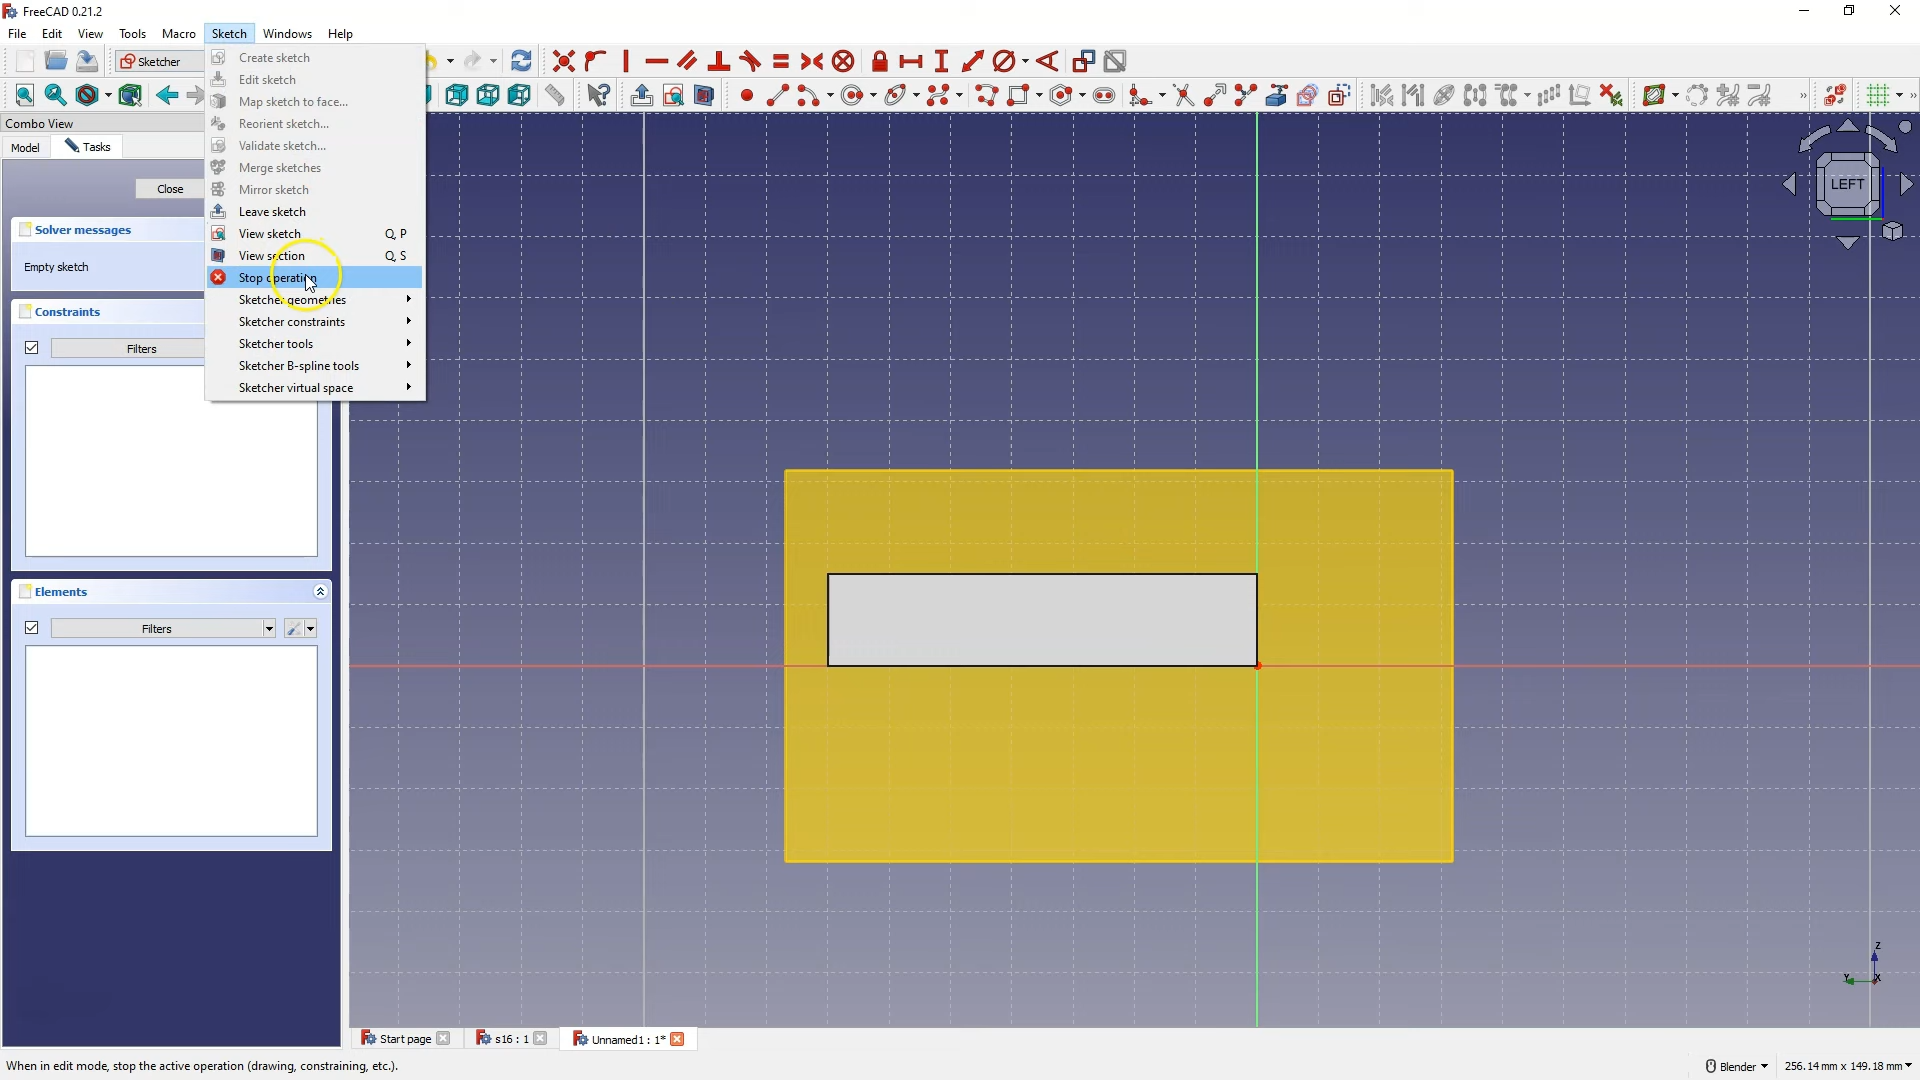 FreeCAD 0.21.2
File Edit View Tools Macro Sketch Windows Help
Sketcher
Create sketch
Edit sketch
Map sketch to face...
Reorient sketch...
Validate sketch...
Merge sketches
Mirror sketch
Leave sketch
View sketch Q, P
View section Q, S
Stop operation
Sketcher geometries
Sketcher constraints
Sketcher tools
Sketcher B-spline tools
Sketcher virtual space
Combo View
Model Tasks
Close
Solver messages
Empty sketch
Constraints
Filters
Elements
Filters
LEFT
Z
Y X
Start page s16 : 1 Unnamed1 : 1*
When in edit mode, stop the active operation (drawing, constraining, etc.).
Blender 256.14 mm x 149.18 mm